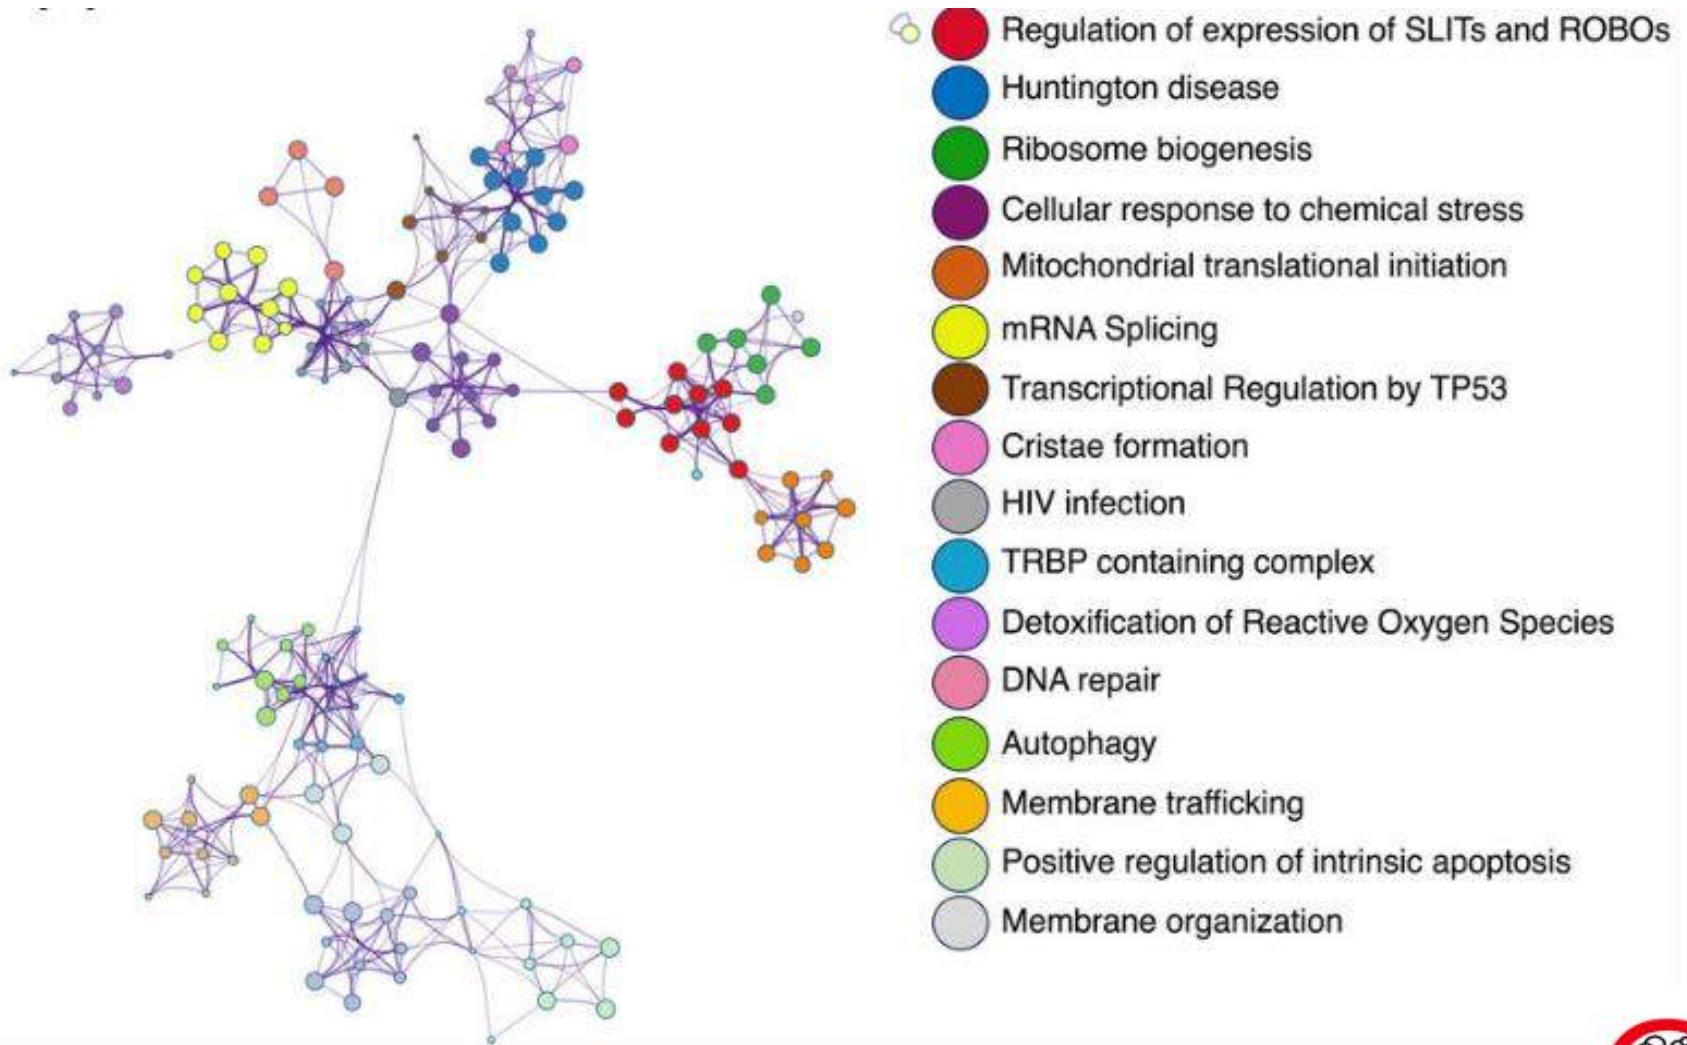 Regulation of expression of SLITs and ROBOs
Huntington disease
Ribosome biogenesis
Cellular response to chemical stress
Mitochondrial translational initiation
mRNA Splicing
Transcriptional Regulation by TP53
Cristae formation
HIV infection
TRBP containing complex
Detoxification of Reactive Oxygen Species
DNA repair
Autophagy
Membrane trafficking
Positive regulation of intrinsic apoptosis
Membrane organization